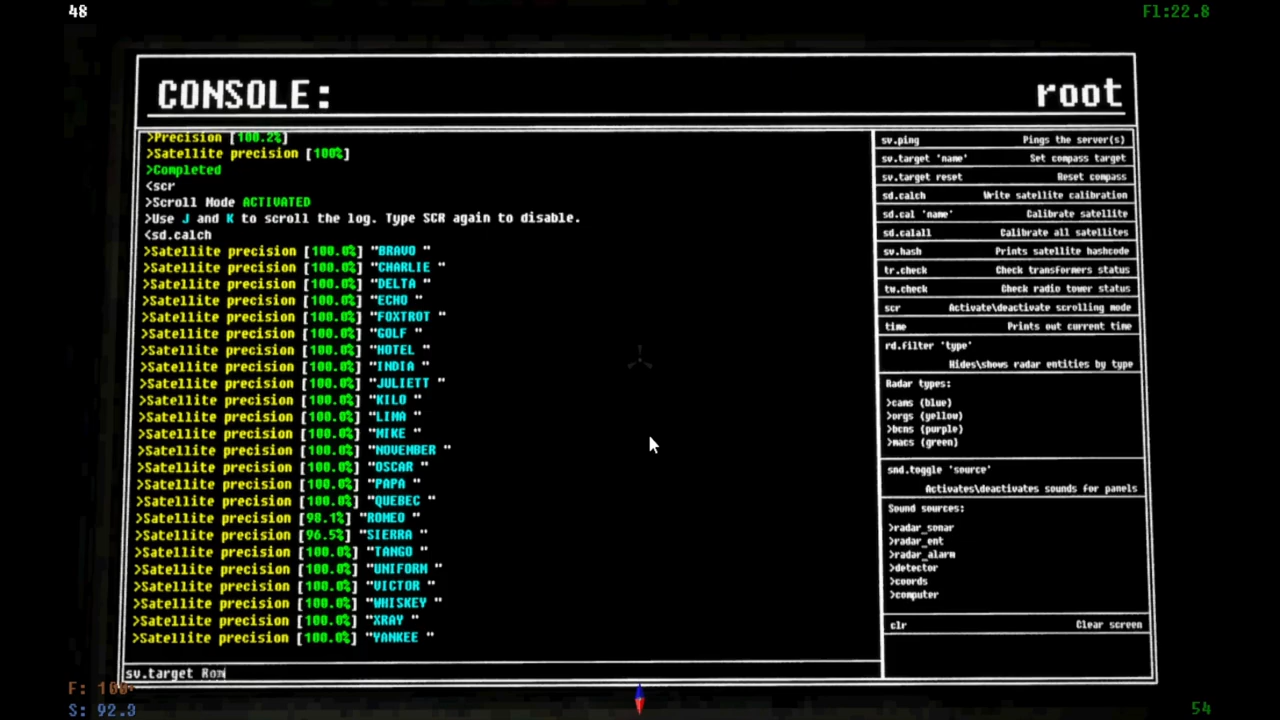 48
F1:22.8
CONSOLE:
root
>Precision [100.2%]
>Satellite precision [100%]
>Completed
<scr
>Scroll Mode ACTIVATED
>Use J and K to scroll the log. Type SCR again to disable.
<sd.calch
>Satellite precision [100.0%] "BRAVO "
>Satellite precision [100.0%] "CHARLIE "
>Satellite precision [100.0%] "DELTA "
>Satellite precision [100.0%] "ECHO "
>Satellite precision [100.0%] "FOXTROT "
>Satellite precision [100.0%] "GOLF "
>Satellite precision [100.0%] "HOTEL "
>Satellite precision [100.0%] "INDIA "
>Satellite precision [100.0%] "JULIETT "
>Satellite precision [100.0%] "KILO "
>Satellite precision [100.0%] "LIMA "
>Satellite precision [100.0%] "MIKE "
>Satellite precision [100.0%] "NOVEMBER "
>Satellite precision [100.0%] "OSCAR "
>Satellite precision [100.0%] "PAPA "
>Satellite precision [100.0%] "QUEBEC "
>Satellite precision [98.1%] "ROMEO "
>Satellite precision [96.5%] "SIERRA "
>Satellite precision [100.0%] "TANGO "
>Satellite precision [100.0%] "UNIFORM "
>Satellite precision [100.0%] "VICTOR "
>Satellite precision [100.0%] "WHISKEY "
>Satellite precision [100.0%] "XRAY "
>Satellite precision [100.0%] "YANKEE "
sv.target Rom
sv.ping Pings the server(s)
sv.target 'name' Set compass target
sv.target reset Reset compass
sd.calch Write satellite calibration
sd.cal 'name' Calibrate satellite
sd.calall Calibrate all satellites
sv.hash Prints satellite hashcode
tr.check Check transformers status
tw.check Check radio tower status
scr Activate\deactivate scrolling mode
time Prints out current time
rd.filter 'type'
Hides\shows radar entities by type
Radar types:
>cams (blue)
>orgs (yellow)
>bcns (purple)
>macs (green)
snd.toggle 'source'
Activates\deactivates sounds for panels
Sound sources:
>radar_sonar
>radar_ent
>radar_alarm
>detector
>coords
>computer
clr Clear screen
F: 100
S: 92.3
54